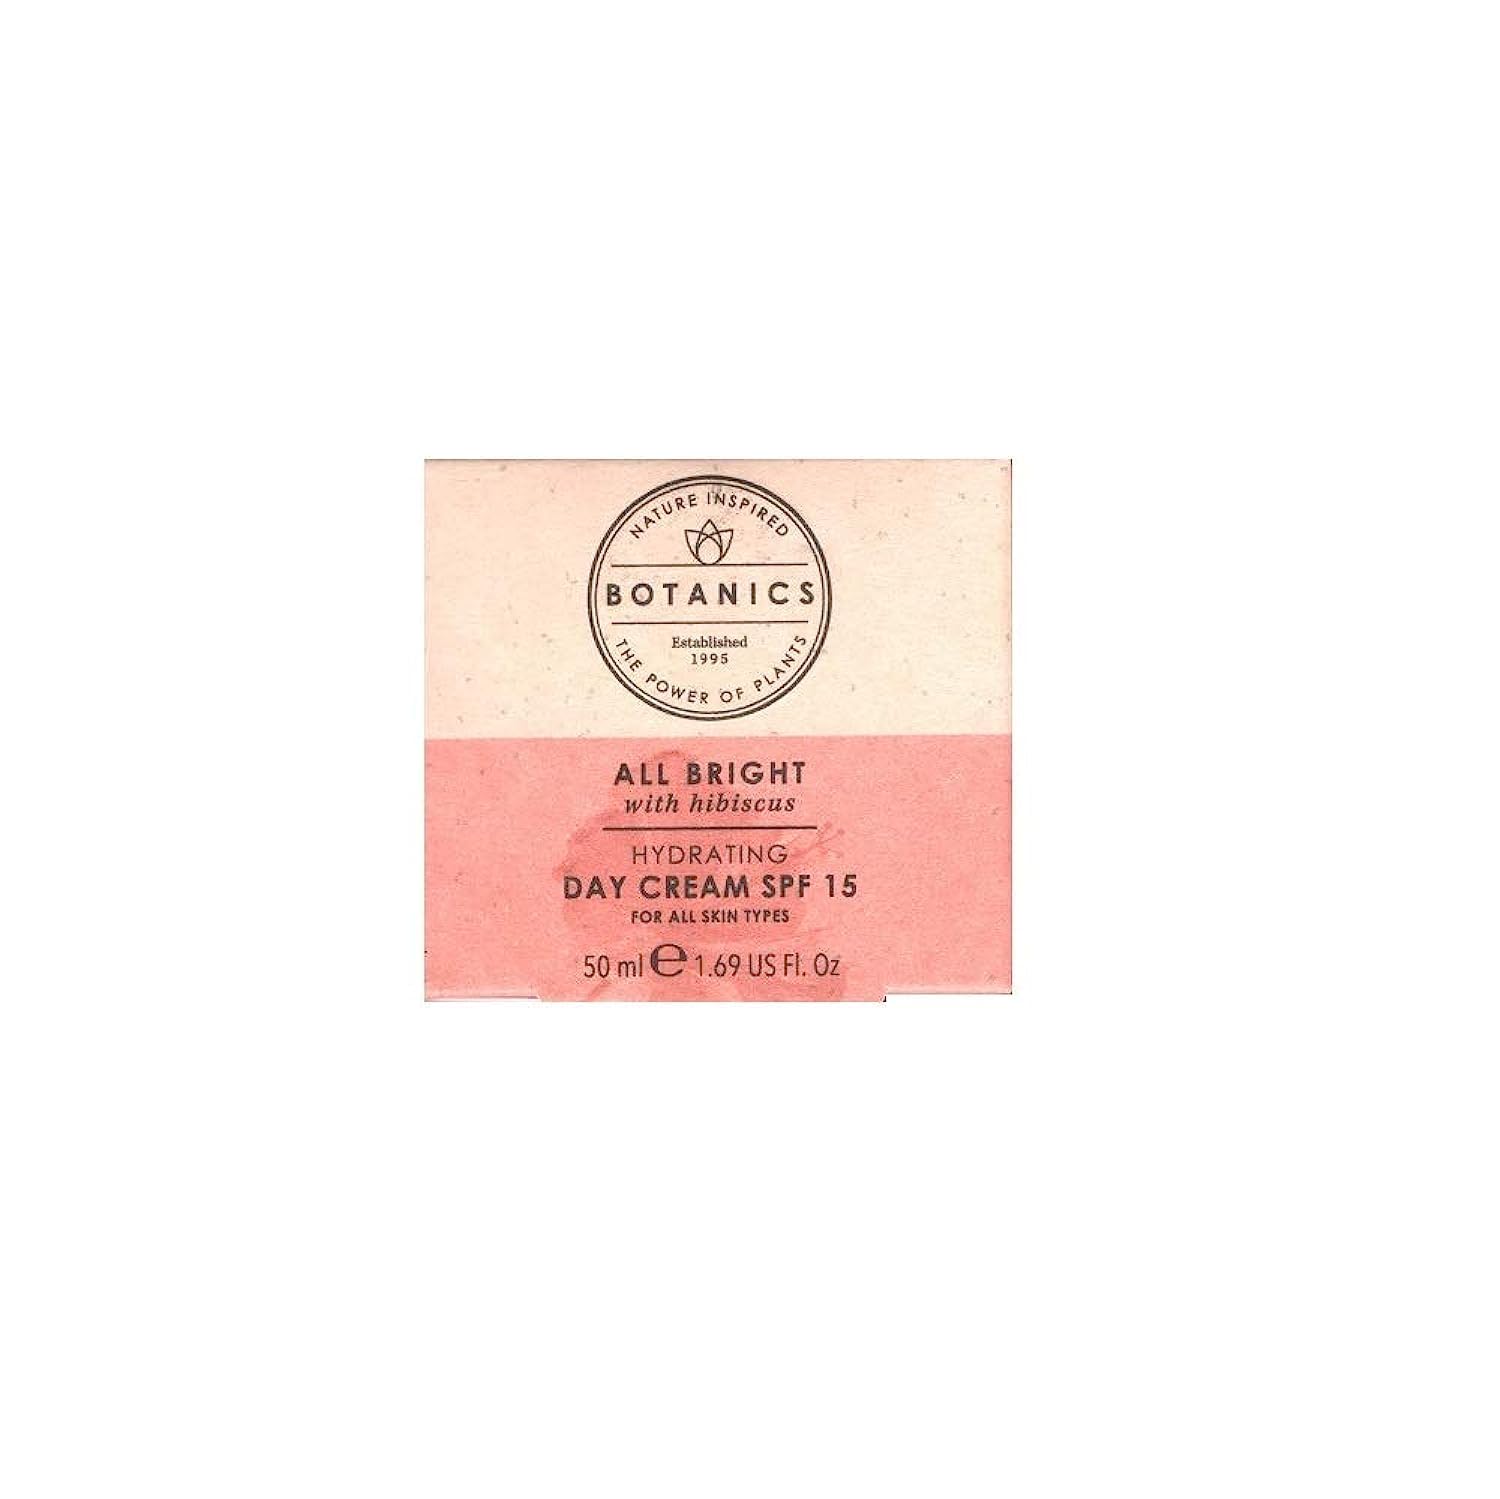 NATURE INSPIRED
BOTANICS
Established
1995
THE POWER OF PLANTS
ALL BRIGHT
with hibiscus
HYDRATING
DAY CREAM SPF 15
FOR ALL SKIN TYPES
50 ml e 1.69 US Fl. Oz